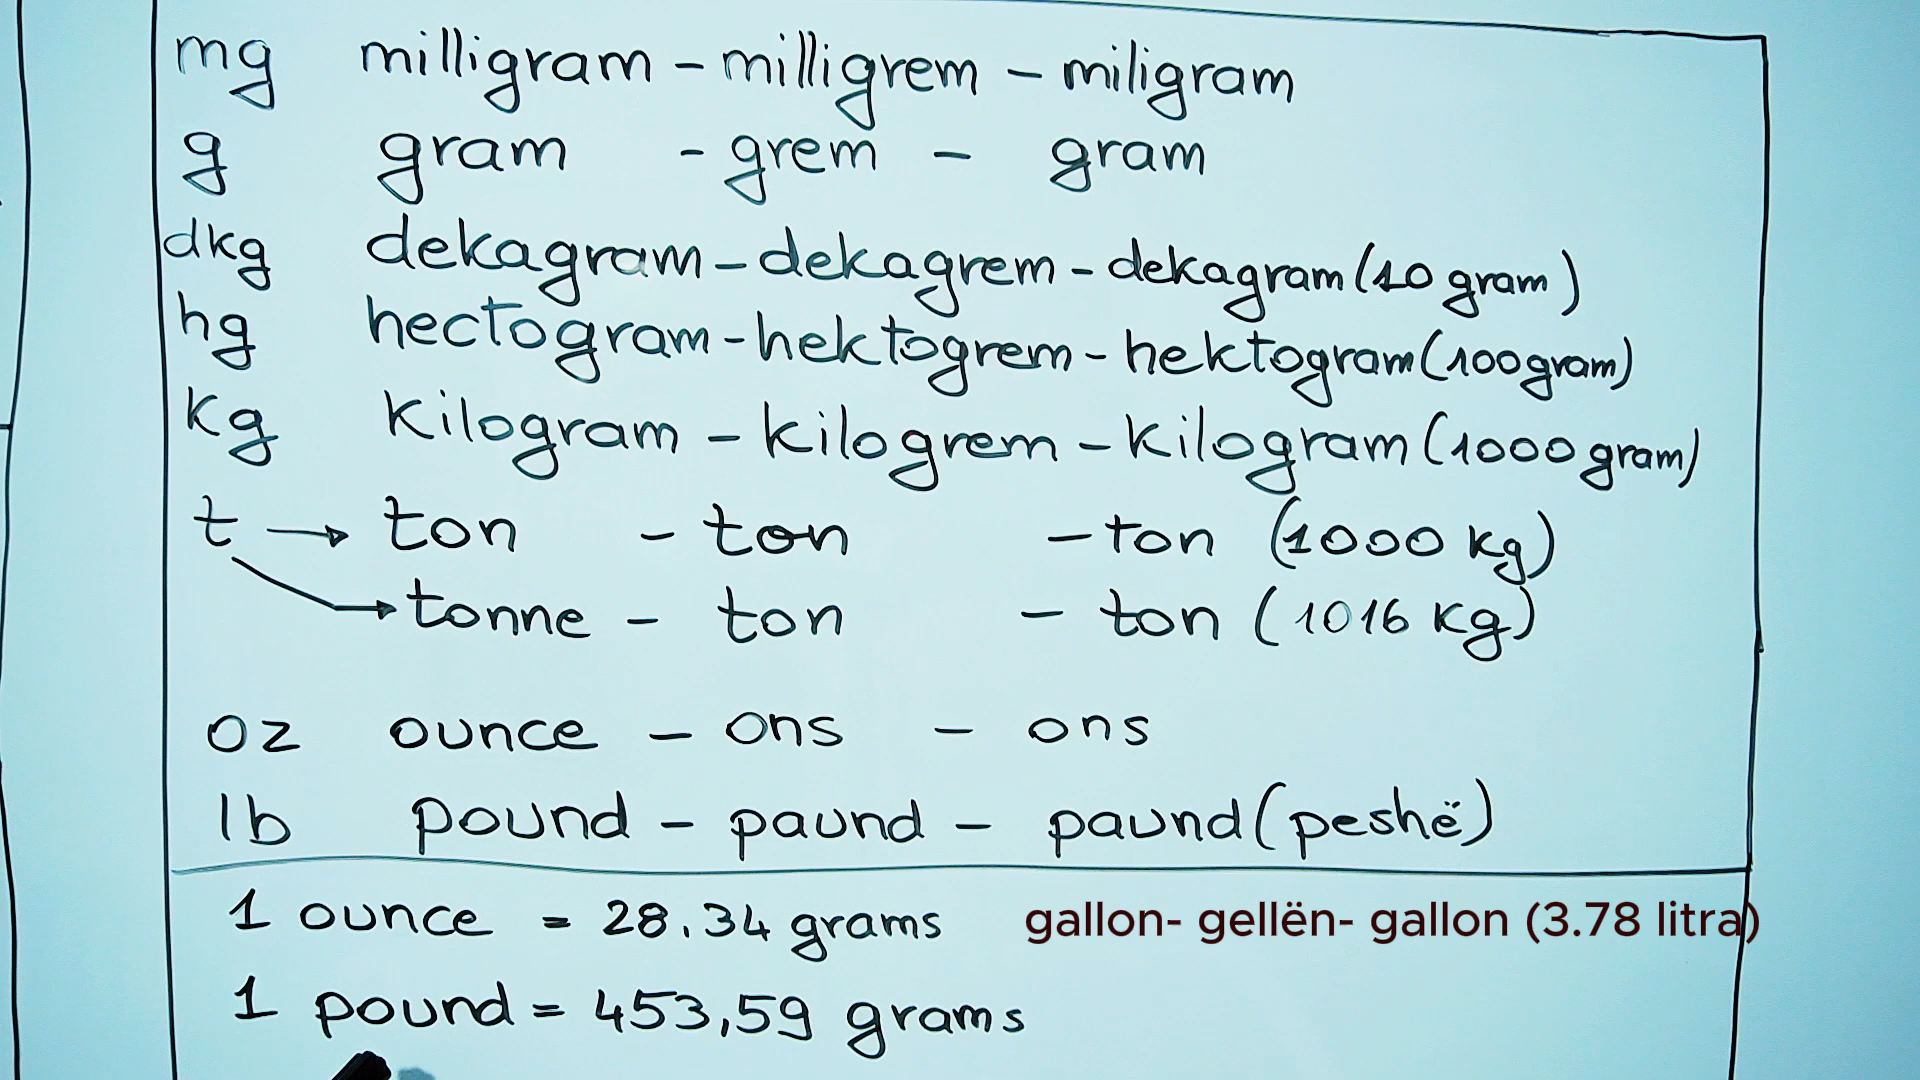 mg milligram - milligrem - miligram
g gram - grem - gram
dkg dekagram - dekagrem - dekagram (10 gram)
hg hectogram - hektogrem - hektogram (100 gram)
kg kilogram - kilogrem - kilogram (1000 gram)
t → ton - ton - ton (1000 kg)
→ tonne - ton - ton (1016 kg)
oz ounce - ons - ons
lb pound - paund - paund (peshë)
1 ounce = 28.34 grams gallon- gellën- gallon (3.78 litra)
1 pound = 453,59 grams